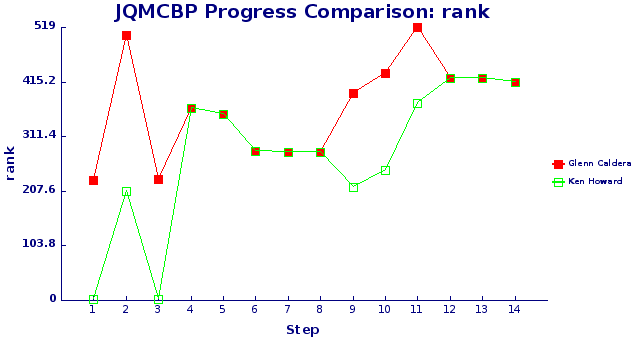 JQMCBP Progress Comparison: rank
519
415.2
311.4
207.6
103.8
0
rank
1 2 3 4 5 6 7 8 9 10 11 12 13 14
Step
Glenn Caldera
Ken Howard